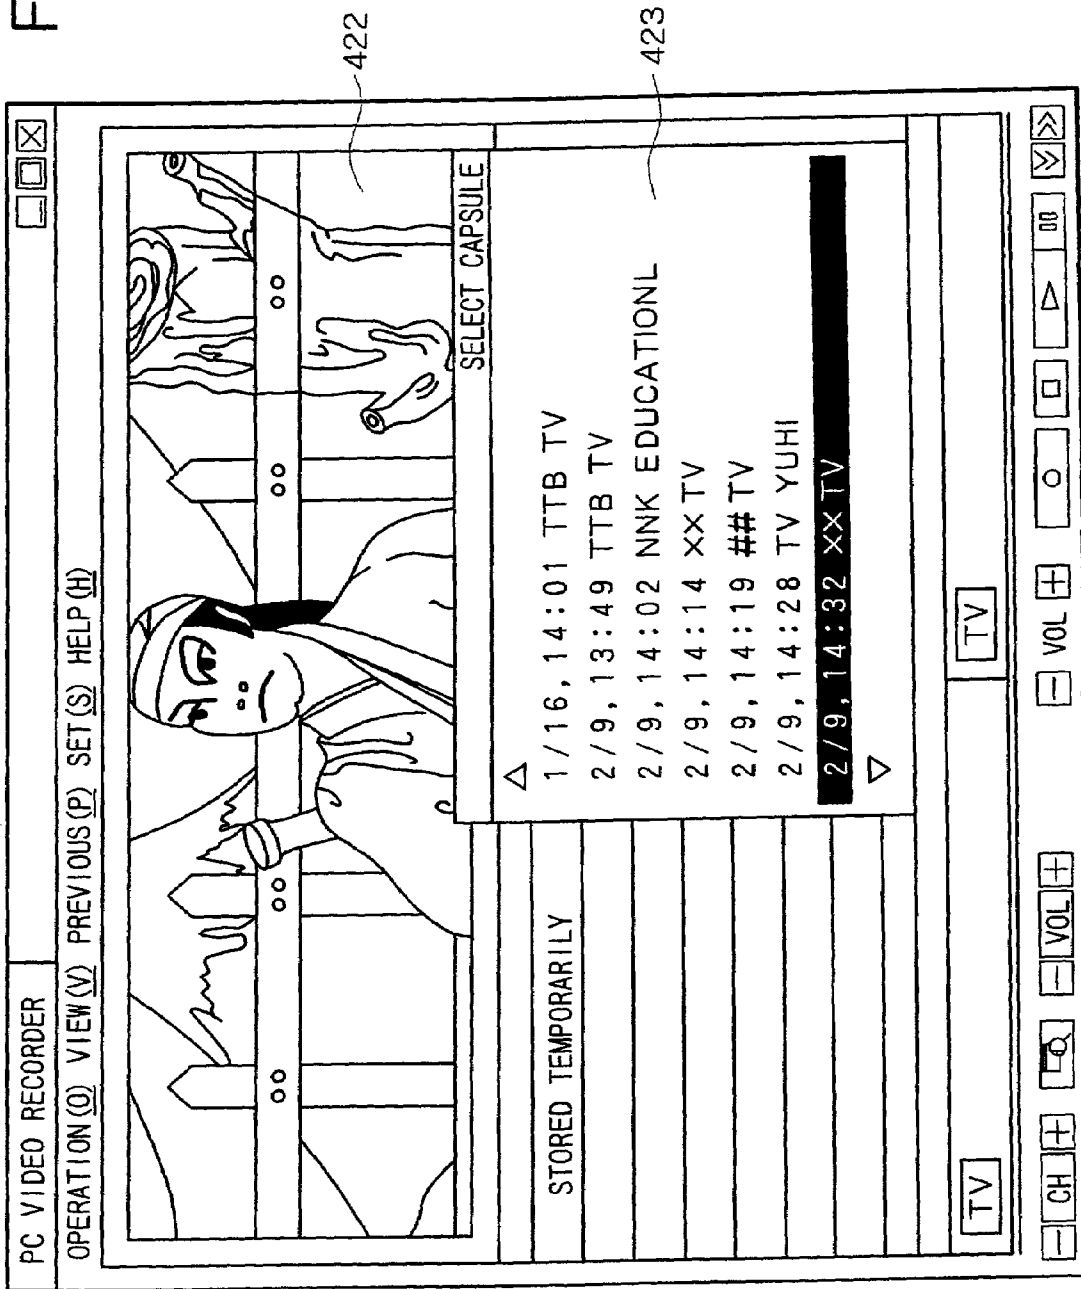 F
PC VIDEO RECORDER
OPERATION(O) VIEW(V) PREVIOUS(P) SET(S) HELP(H)
422
SELECT CAPSULE
423
1/16,14:01 TTB TV
2/9,13:49 TTB TV
2/9,14:02 NNK EDUCATIONL
2/9,14:14 ××TV
2/9,14:19 ##TV
2/9,14:28 TV YUHI
2/9,14:32 ××TV
STORED TEMPORARILY
TV TV
− CH + − VOL + − VOL +